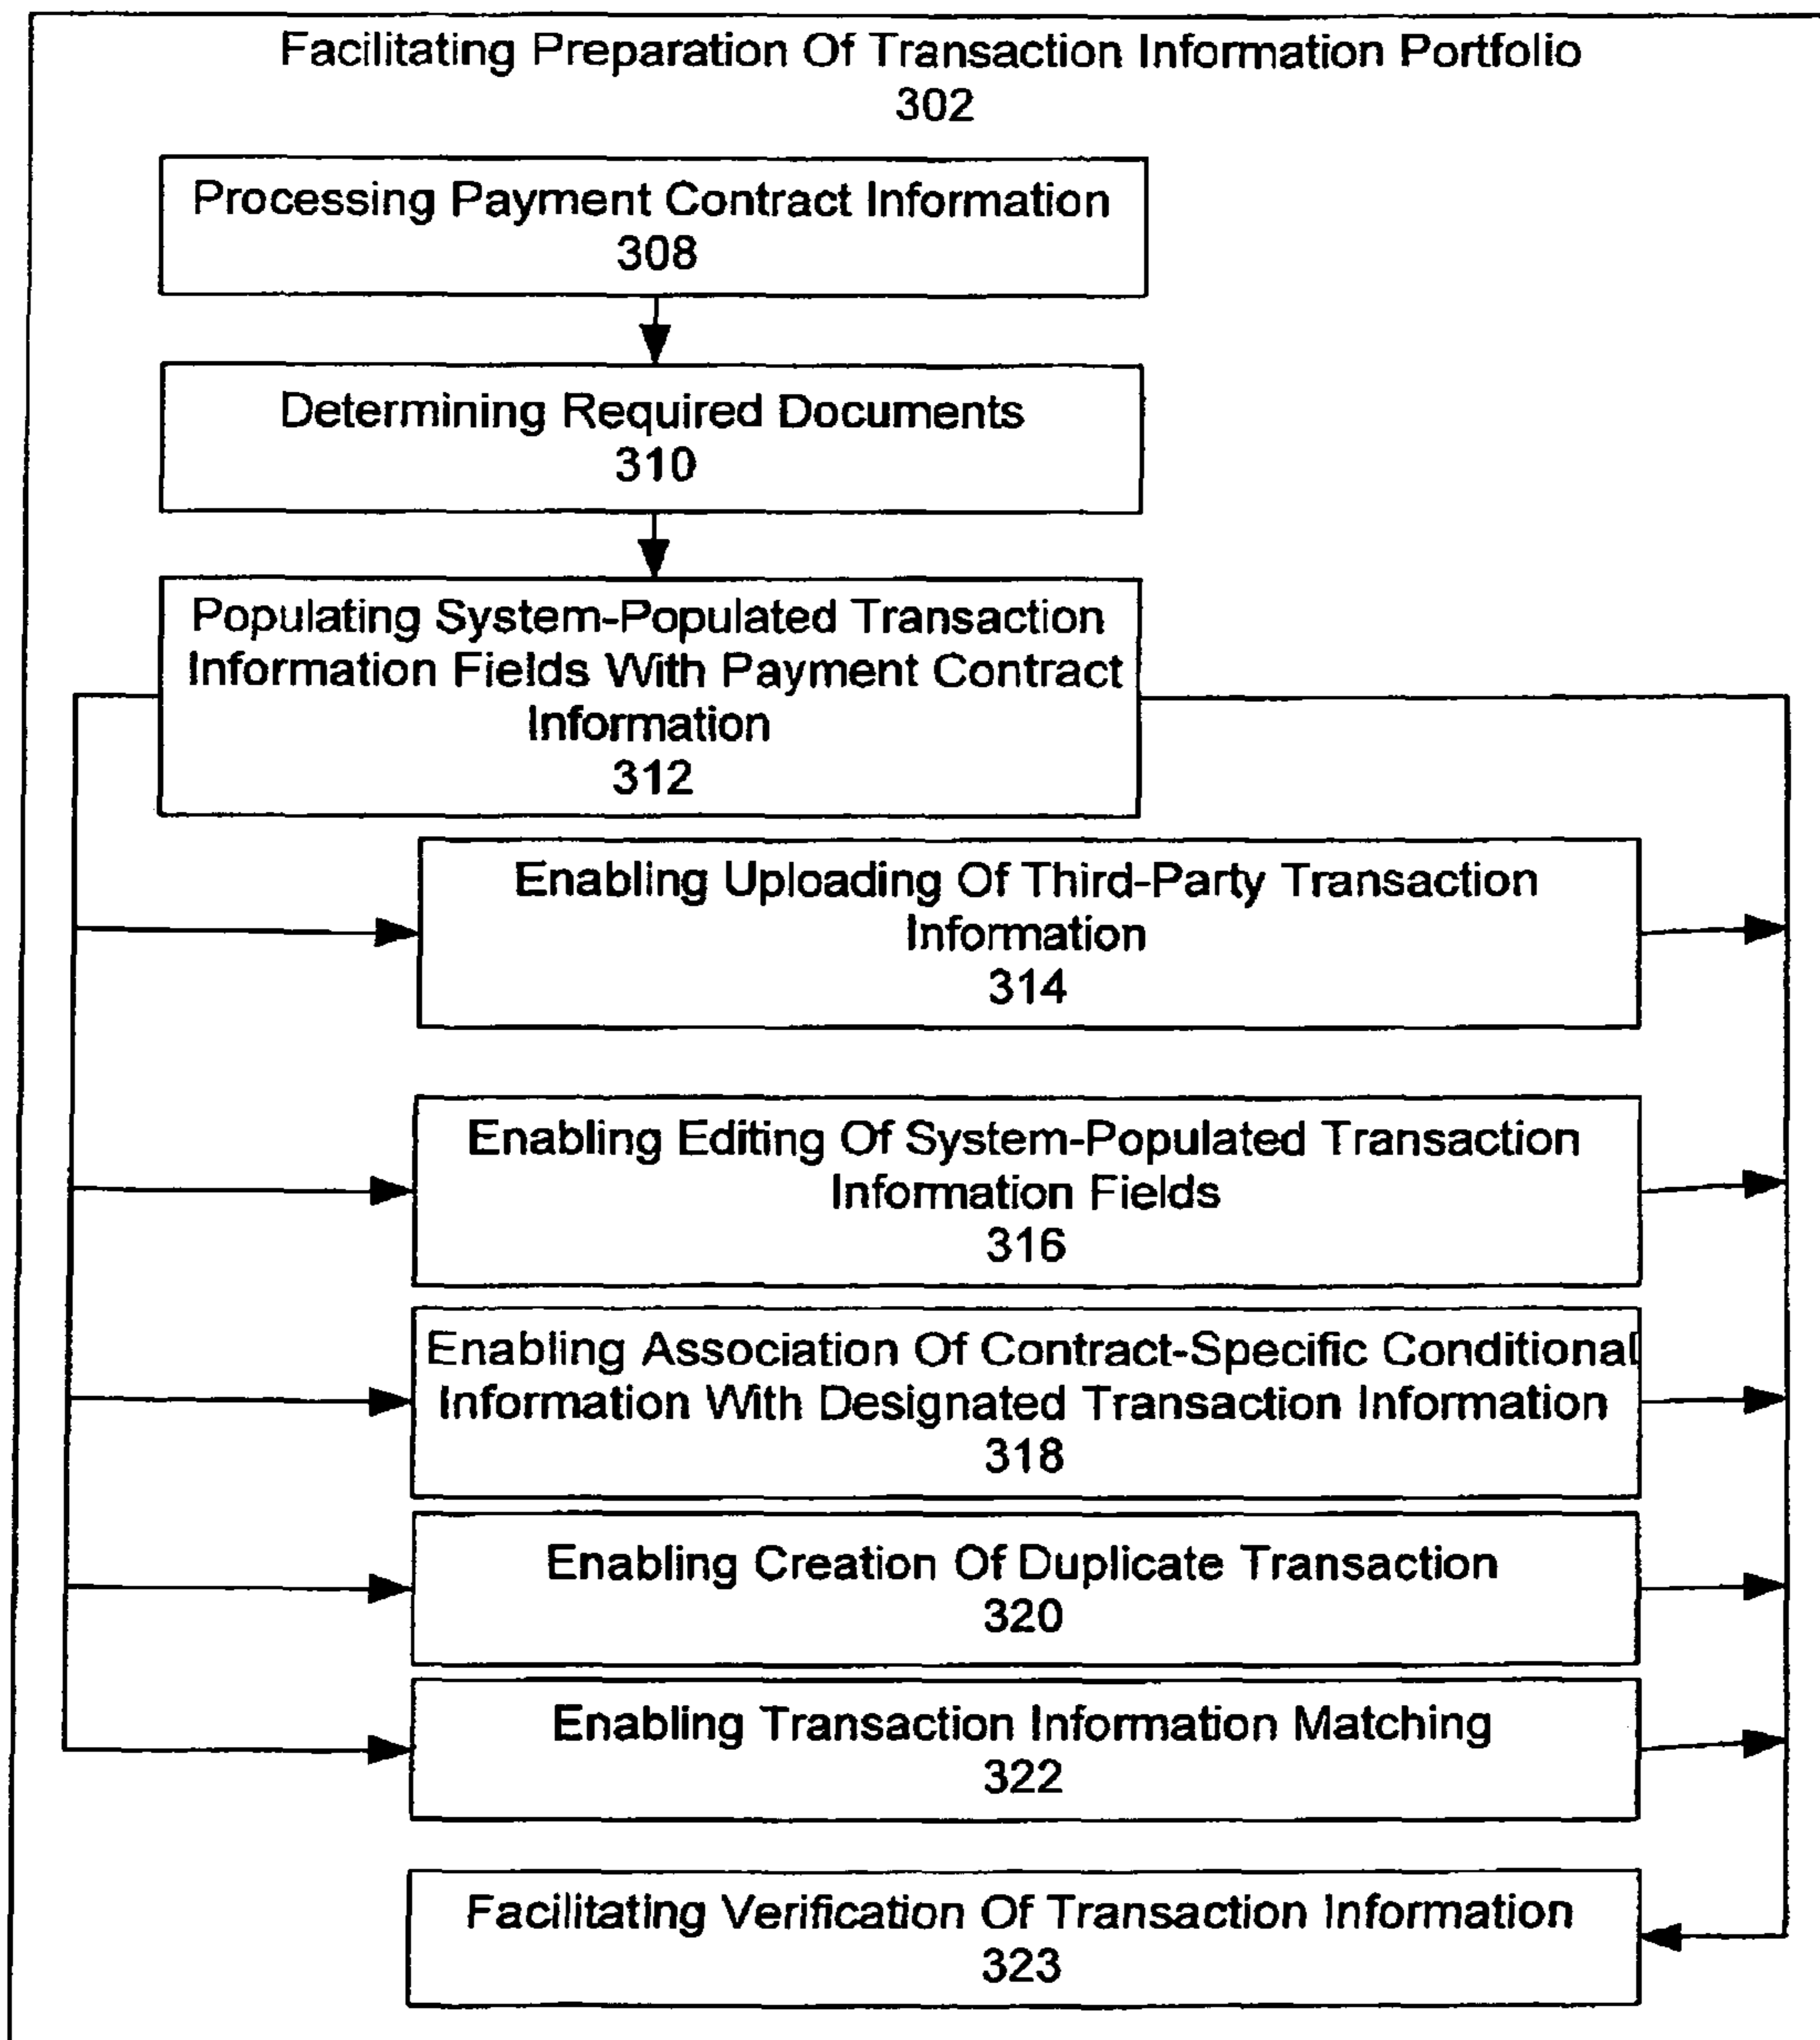 Facilitating Preparation Of Transaction Information Portfolio
302
Processing Payment Contract Information
308
Determining Required Documents
310
Populating System-Populated Transaction
Information Fields With Payment Contract
Information
312
Enabling Uploading Of Third-Party Transaction
Information
314
Enabling Editing Of System-Populated Transaction
Information Fields
316
Enabling Association Of Contract-Specific Conditional
Information With Designated Transaction Information
318
Enabling Creation Of Duplicate Transaction
320
Enabling Transaction Information Matching
322
Facilitating Verification Of Transaction Information
323